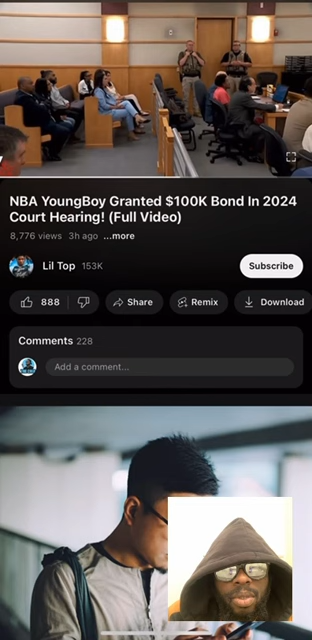 NBA YoungBoy Granted $100K Bond In 2024
Court Hearing! (Full Video)
8,776 views 3h ago ...more
Lil Top 153K
Subscribe
888
Share
Remix
Download
Comments 228
Add a comment...